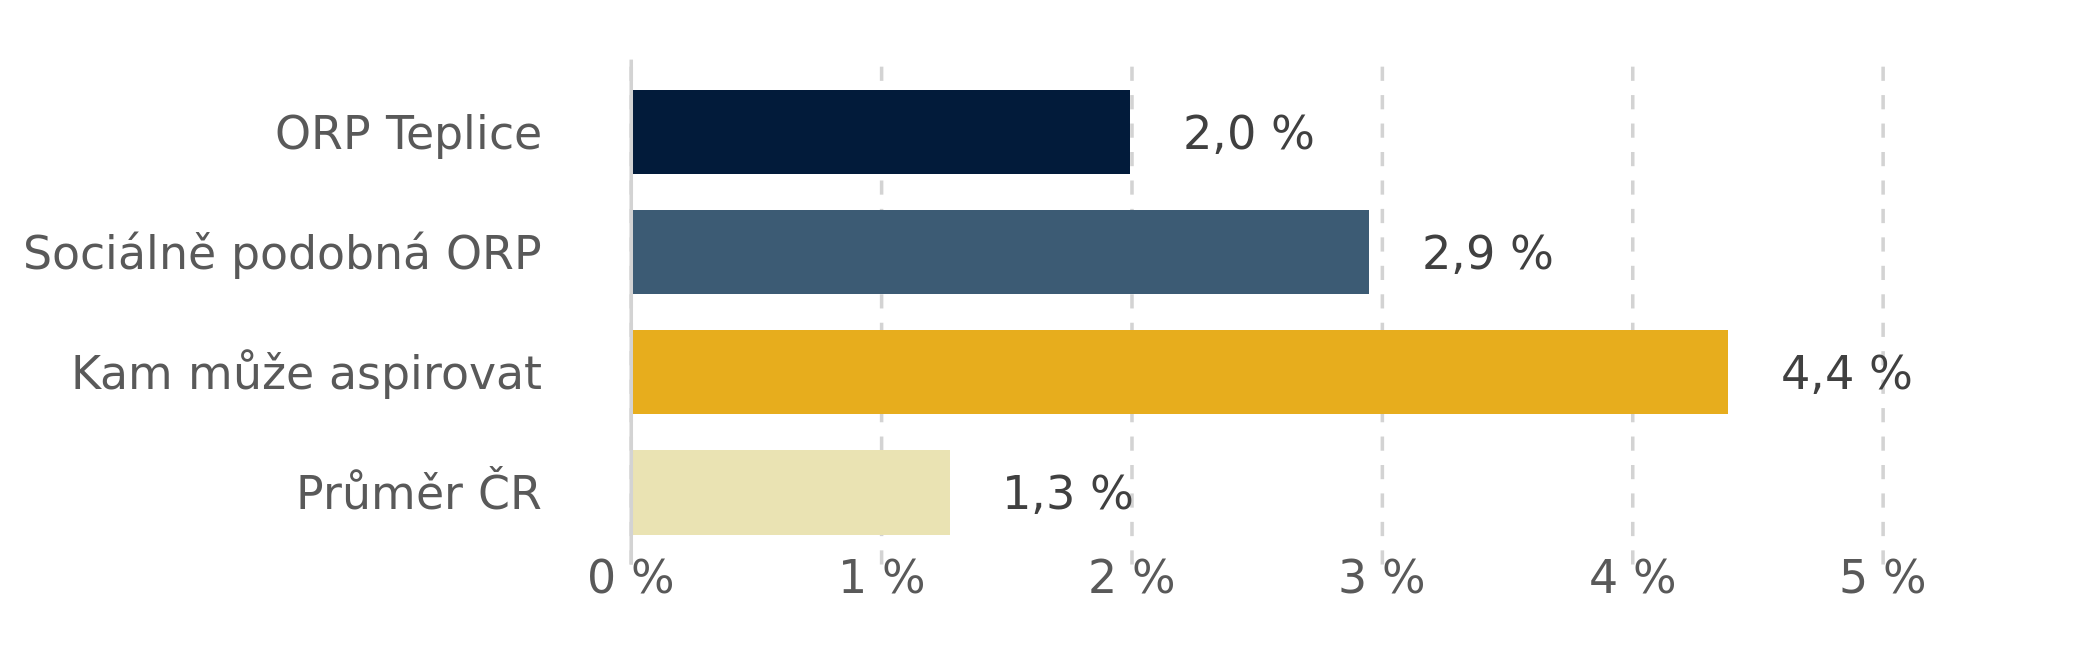 ORP Teplice 2,0 %
Sociálně podobná ORP 2,9 %
Kam může aspirovat 4,4 %
Průměr ČR 1,3 %
0 % 1 % 2 % 3 % 4 % 5 %